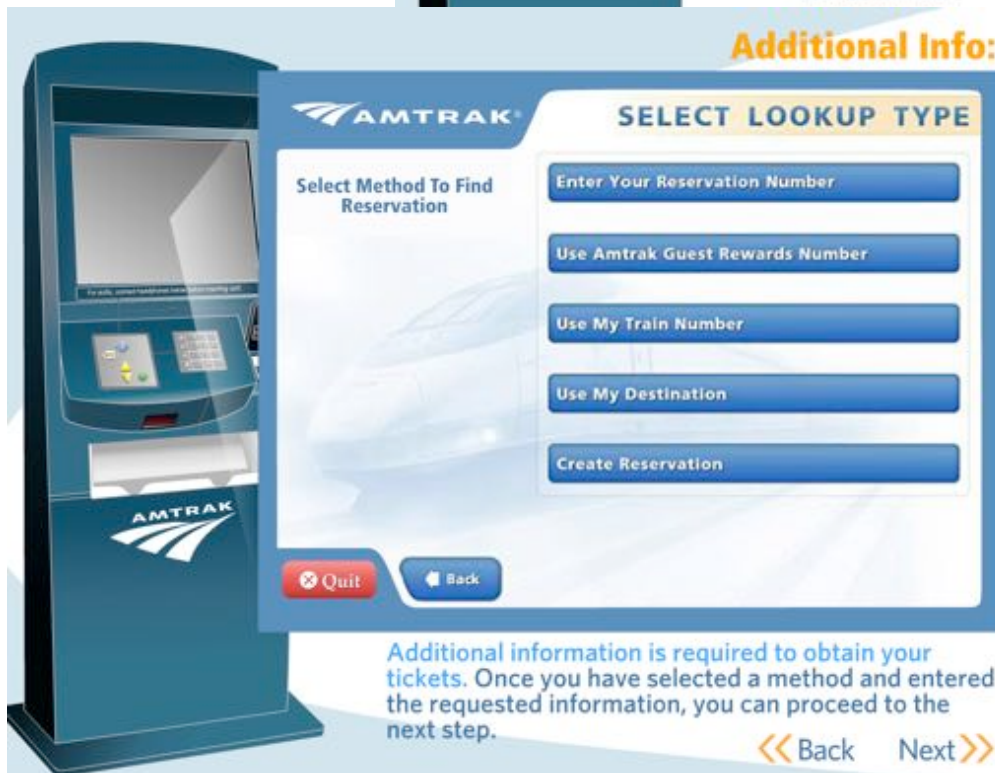 Additional Info:
AMTRAK
SELECT LOOKUP TYPE
Select Method To Find
Reservation
Enter Your Reservation Number
Use Amtrak Guest Rewards Number
Use My Train Number
Use My Destination
Create Reservation
Quit
Back
AMTRAK
Additional information is required to obtain your
tickets. Once you have selected a method and entered
the requested information, you can proceed to the
next step.
Back Next